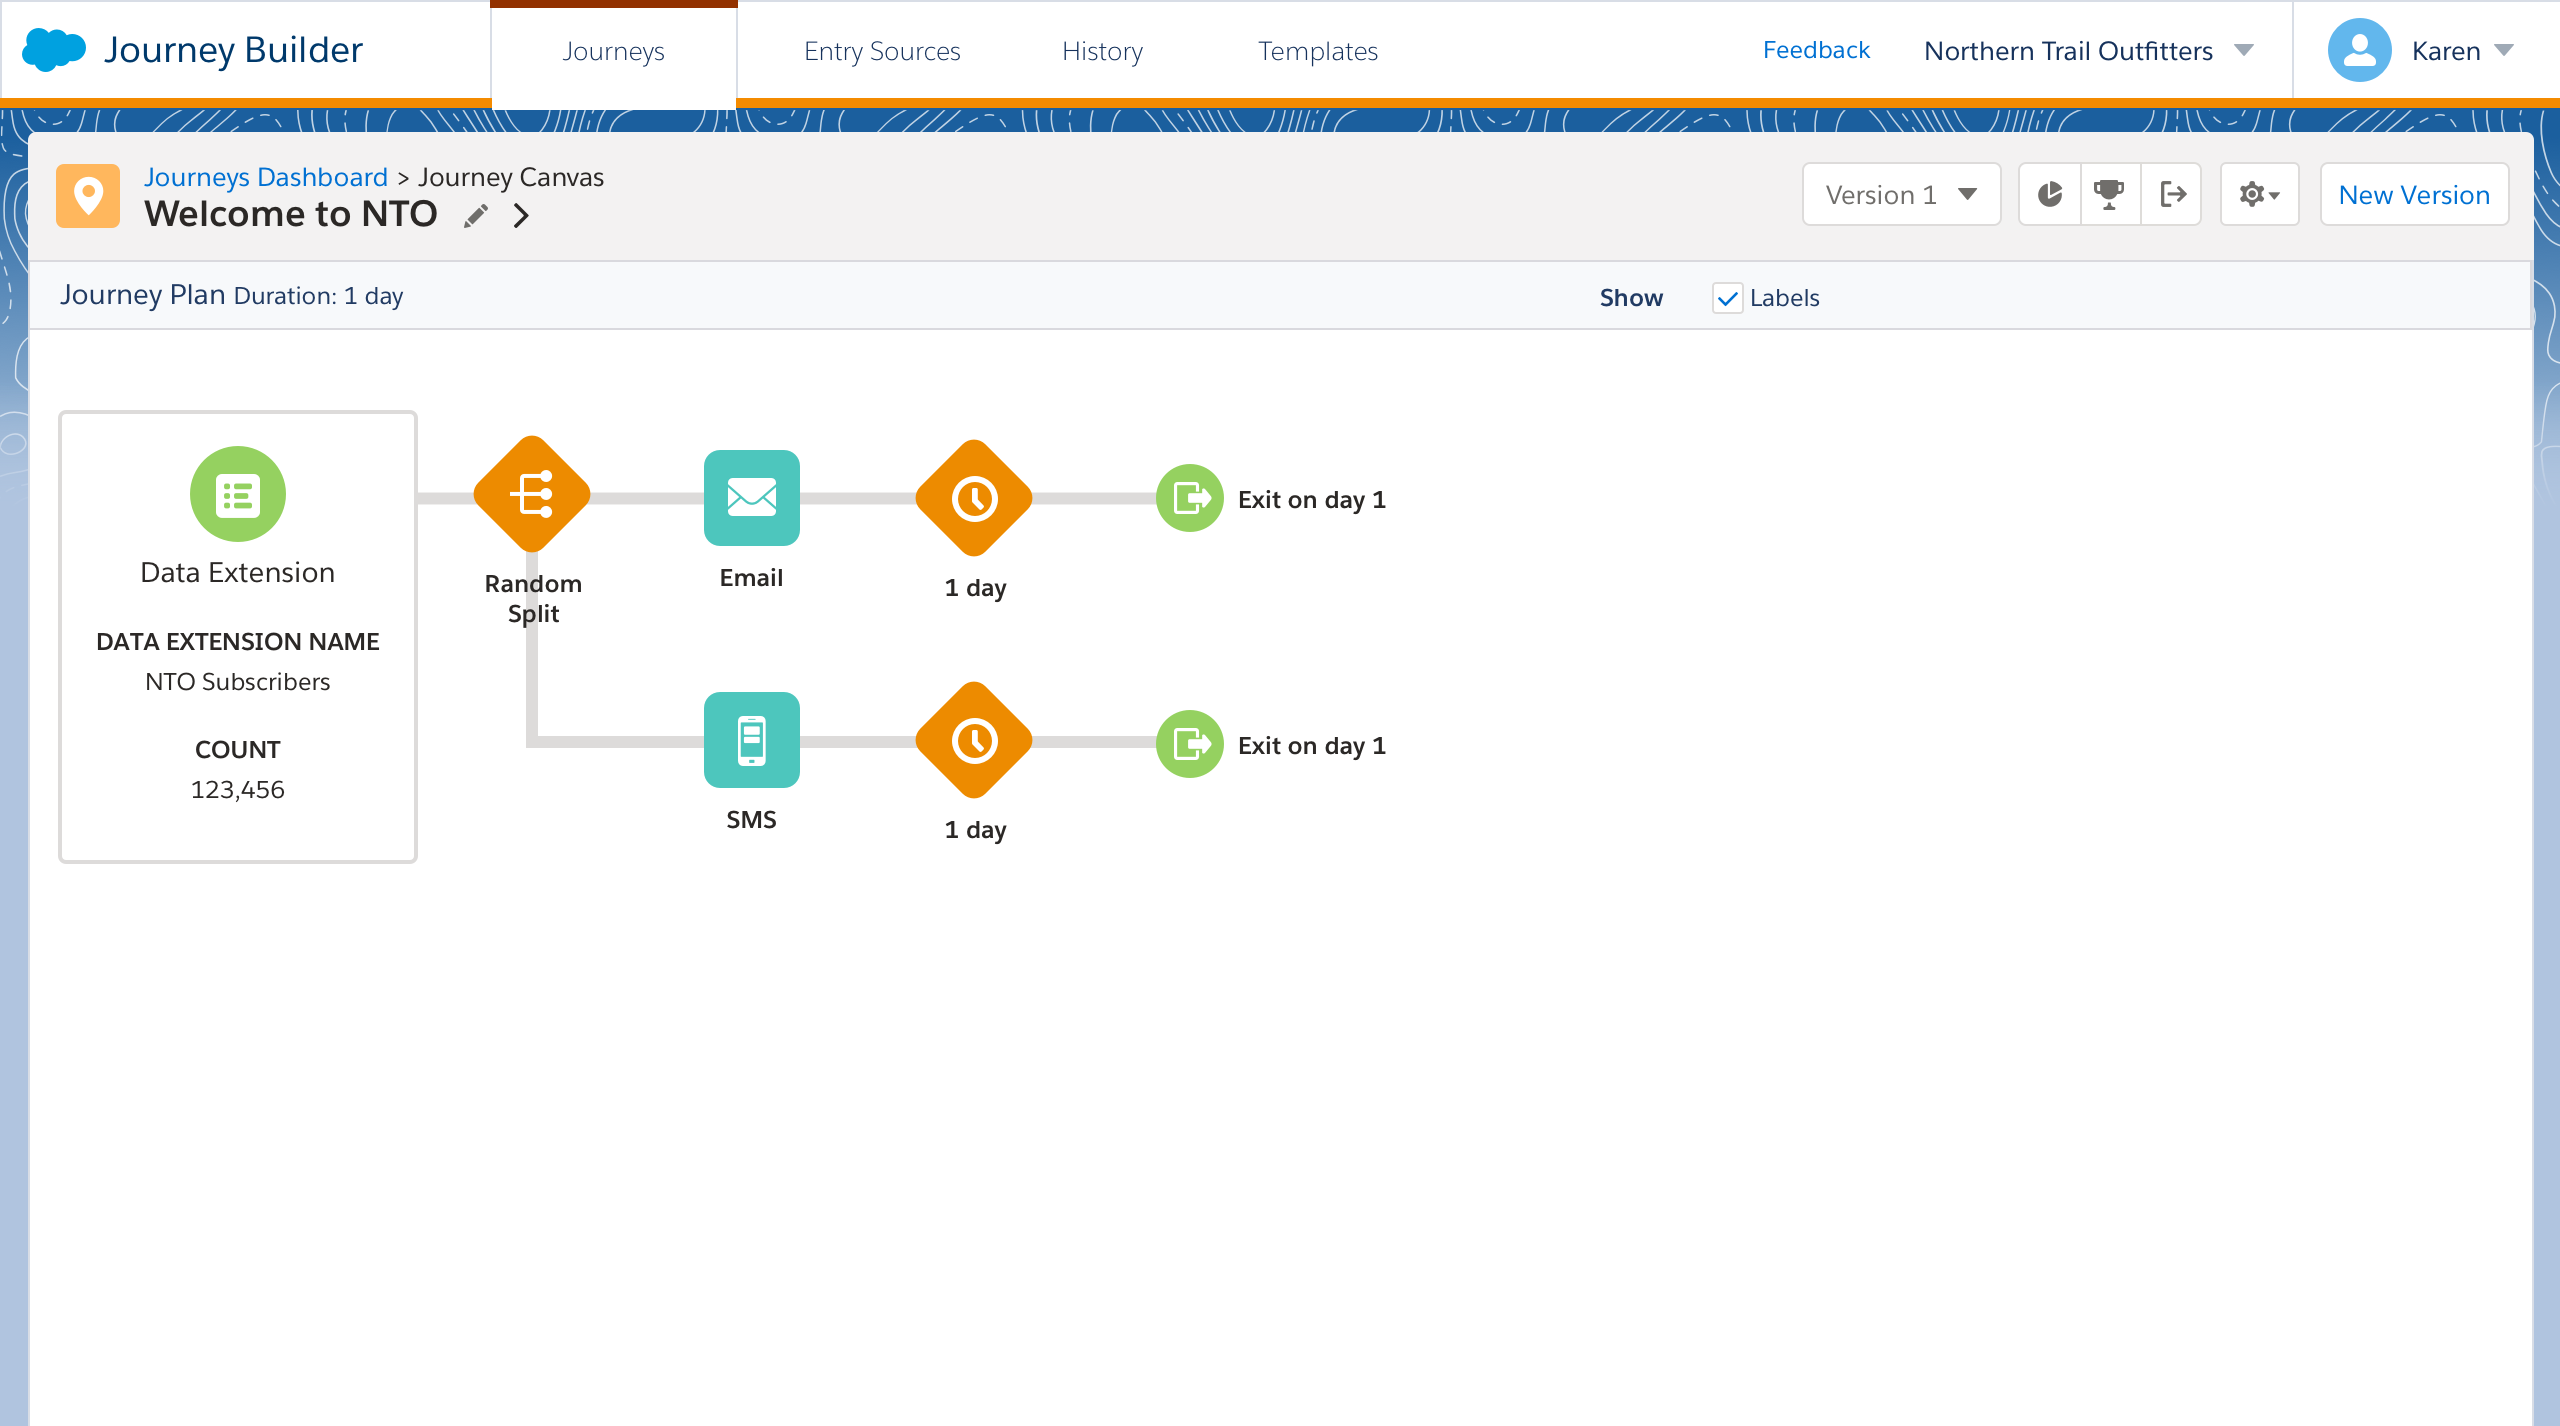 Journey Builder
Journeys
Entry Sources
History
Templates
Feedback
Northern Trail Outfitters
Karen
Journeys Dashboard > Journey Canvas
Welcome to NTO
Version 1
New Version
Journey Plan Duration: 1 day
Show
Labels
Data Extension
DATA EXTENSION NAME
NTO Subscribers
COUNT
123,456
Random
Split
Email
1 day
Exit on day 1
SMS
1 day
Exit on day 1